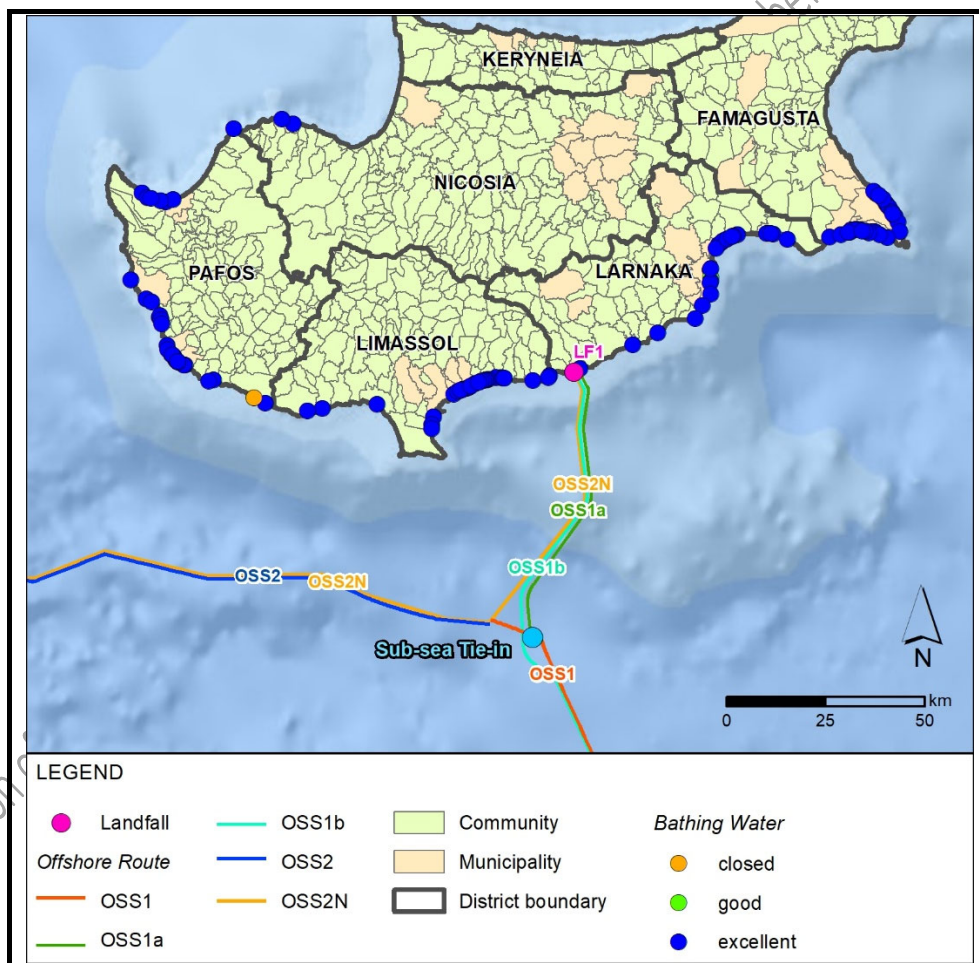 KERYNEIA
FAMAGUSTA
NICOSIA
PAFOS
LARNAKA
LIMASSOL
LF1
OSS2N
OSS1a
OSS1b
OSS2
OSS2N
Sub-sea Tie-in
OSS1
N
km
0 25 50
LEGEND
Landfall
OSS1b
Community
Bathing Water
Offshore Route
OSS2
Municipality
closed
OSS1
OSS2N
District boundary
good
OSS1a
excellent